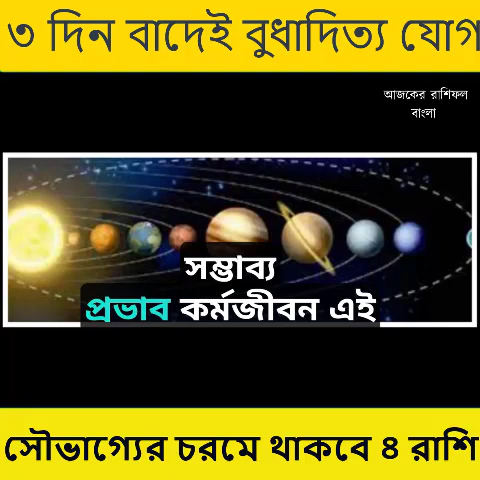 ৩ দিন বাদেই বুধাদিত্য যোগ
আজকের রাশিফল
বাংলা
সম্ভাব্য
প্রভাব কর্মজীবন এই
সৌভাগ্যের চরমে থাকবে ৪ রাশি